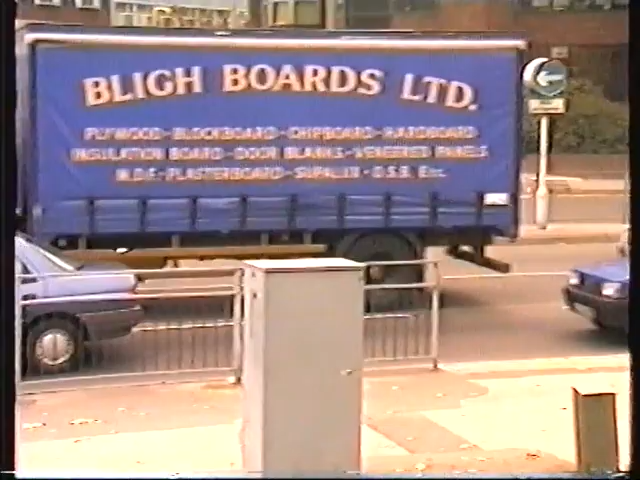 BLIGH BOARDS LTD.
PLYWOOD - BLOCKBOARD - CHIPBOARD - HARDBOARD
INSULATION BOARD - DOOR BLANKS - VENEERED PANELS
M.D.F. - PLASTERBOARD - SUPALUX - O.S.B. Etc.